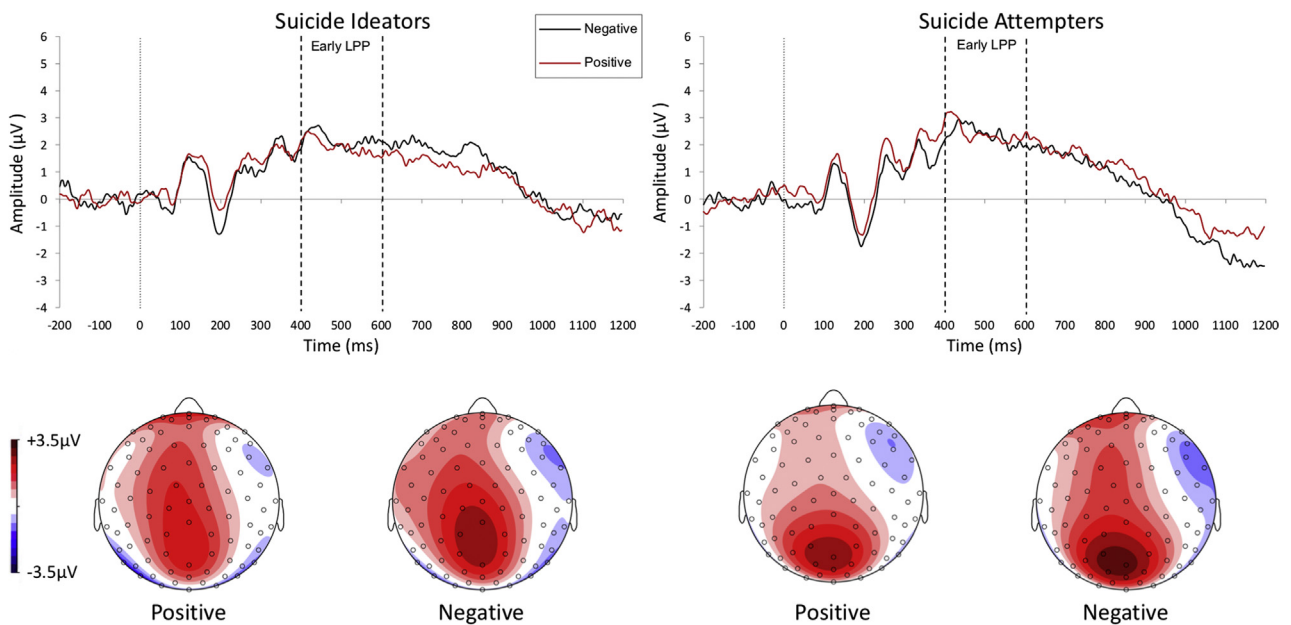 Suicide Ideators
Suicide Attempters
Negative
Positive
Early LPP
Early LPP
Amplitude (µV )
6
5
4
3
2
1
0
-1
-2
-3
-4
-200 -100 0 100 200 300 400 500 600 700 800 900 1000 1100 1200
Time (ms)
Amplitude (µV )
6
5
4
3
2
1
0
-1
-2
-3
-4
-200 -100 0 100 200 300 400 500 600 700 800 900 1000 1100 1200
Time (ms)
+3.5µV
-3.5µV
Positive
Negative
Positive
Negative